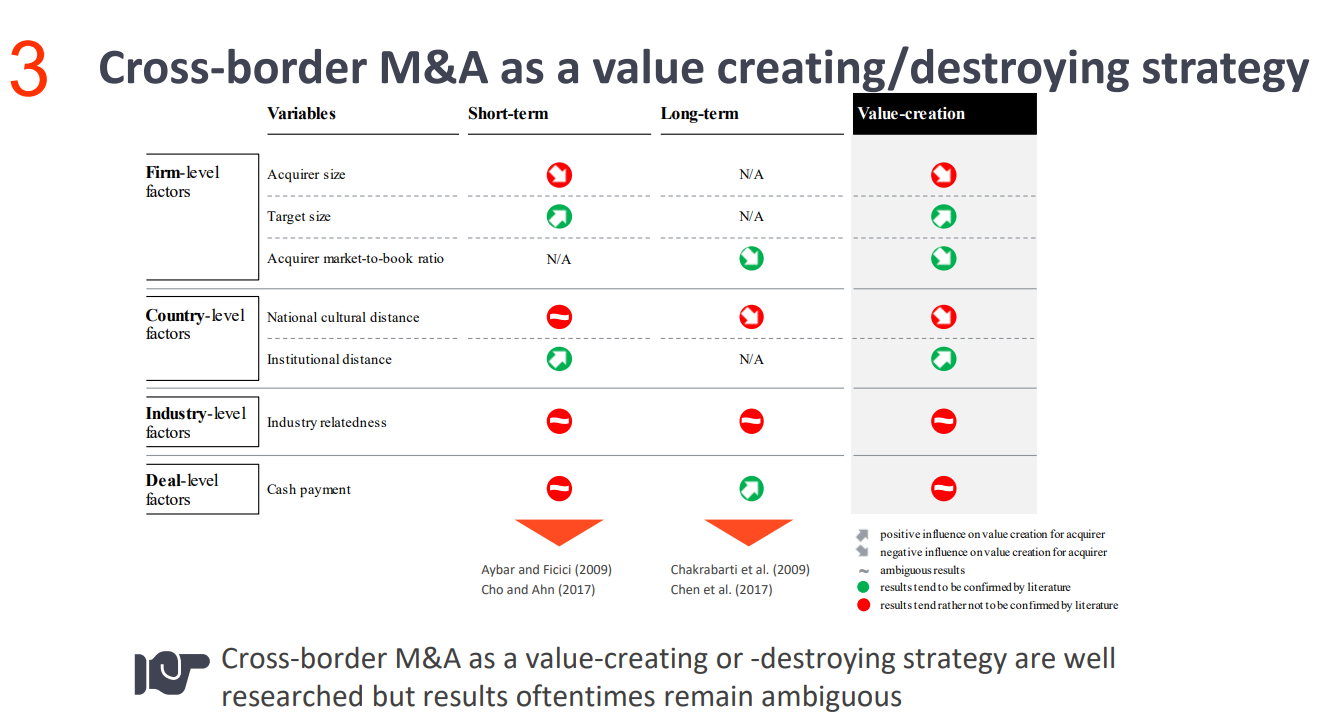 3
Cross-border M&A as a value creating/destroying strategy
Variables Short-term Long-term Value-creation
Firm-level
factors
Acquirer size N/A
Target size N/A
Acquirer market-to-book ratio N/A
Country-level
factors
National cultural distance
Institutional distance N/A
Industry-level
factors
Industry relatedness
Deal-level
factors
Cash payment
Aybar and Ficici (2009)
Cho and Ahn (2017)
Chakrabarti et al. (2009)
Chen et al. (2017)
positive influence on value creation for acquirer
negative influence on value creation for acquirer
~ ambiguous results
results tend to be confirmed by literature
results tend rather not to be confirmed by literature
Cross-border M&A as a value-creating or -destroying strategy are well
researched but results oftentimes remain ambiguous